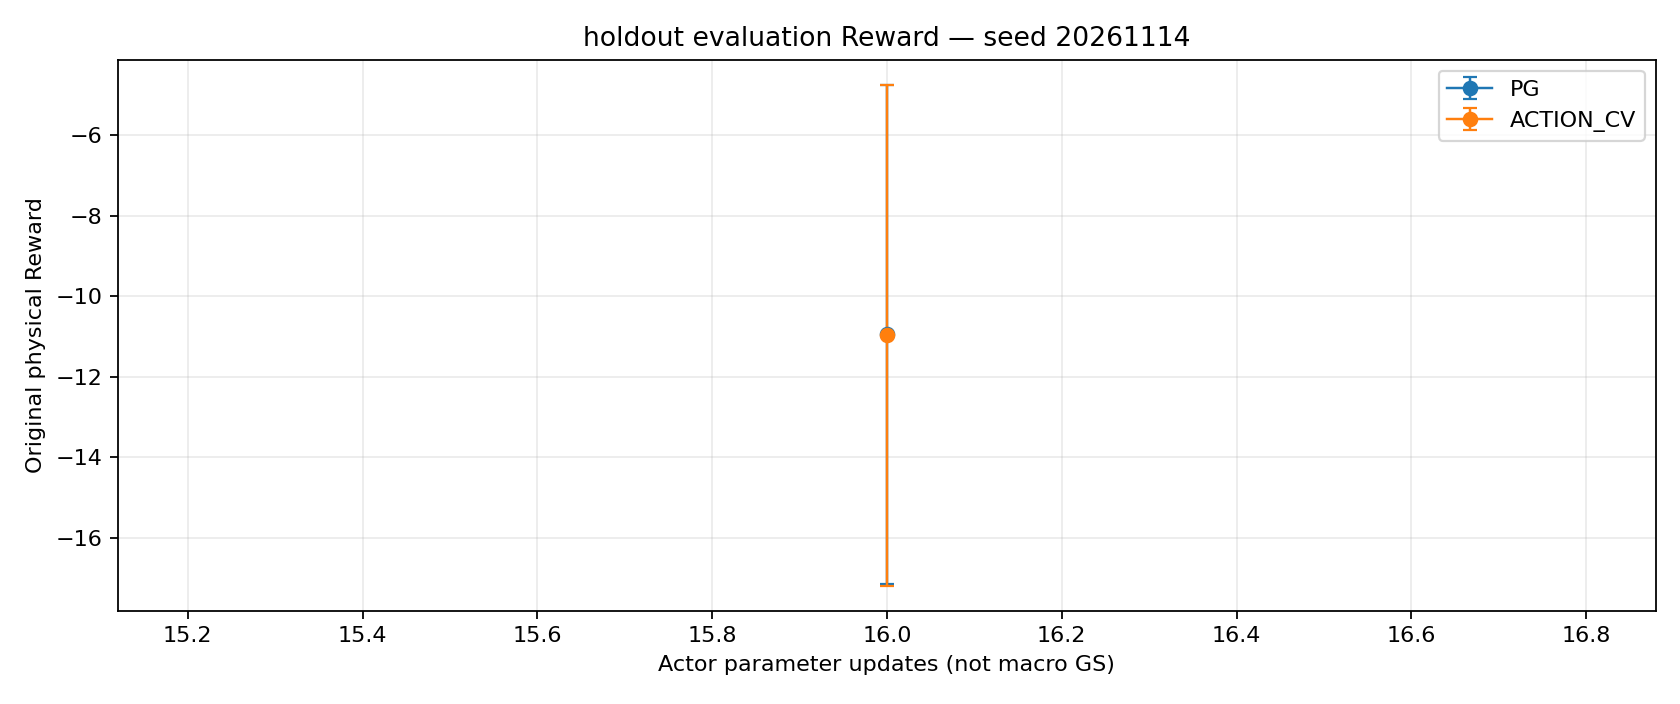 holdout evaluation Reward — seed 20261114
PG
ACTION_CV
Original physical Reward
−6
−8
−10
−12
−14
−16
15.2 15.4 15.6 15.8 16.0 16.2 16.4 16.6 16.8
Actor parameter updates (not macro GS)